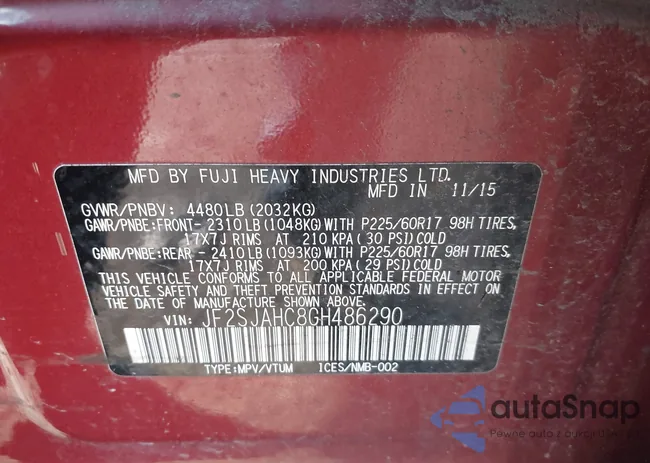 MFD BY FUJI HEAVY INDUSTRIES LTD.
MFD IN 11/15
GVWR/PNBV: 4480LB (2032KG)
GAWR/PNBE:FRONT- 2310 LB (1048KG) WITH P225/60R17 98H TIRES,
17X7J RIMS AT 210 KPA ( 30 PSI) COLD
GAWR/PNBE:REAR - 2410 LB (1093KG) WITH P225/60R17 98H TIRES,
17X7J RIMS AT 200 KPA ( 29 PSI) COLD
THIS VEHICLE CONFORMS TO ALL APPLICABLE FEDERAL MOTOR
VEHICLE SAFETY AND THEFT PREVENTION STANDARDS IN EFFECT
ON THE DATE OF MANUFACTURE SHOWN ABOVE.
VIN: JF2SJAHC8GH486290
TYPE:MPV/VTUM ICES/NMB-002
autaSnap
Pewne auto z aukcji USA